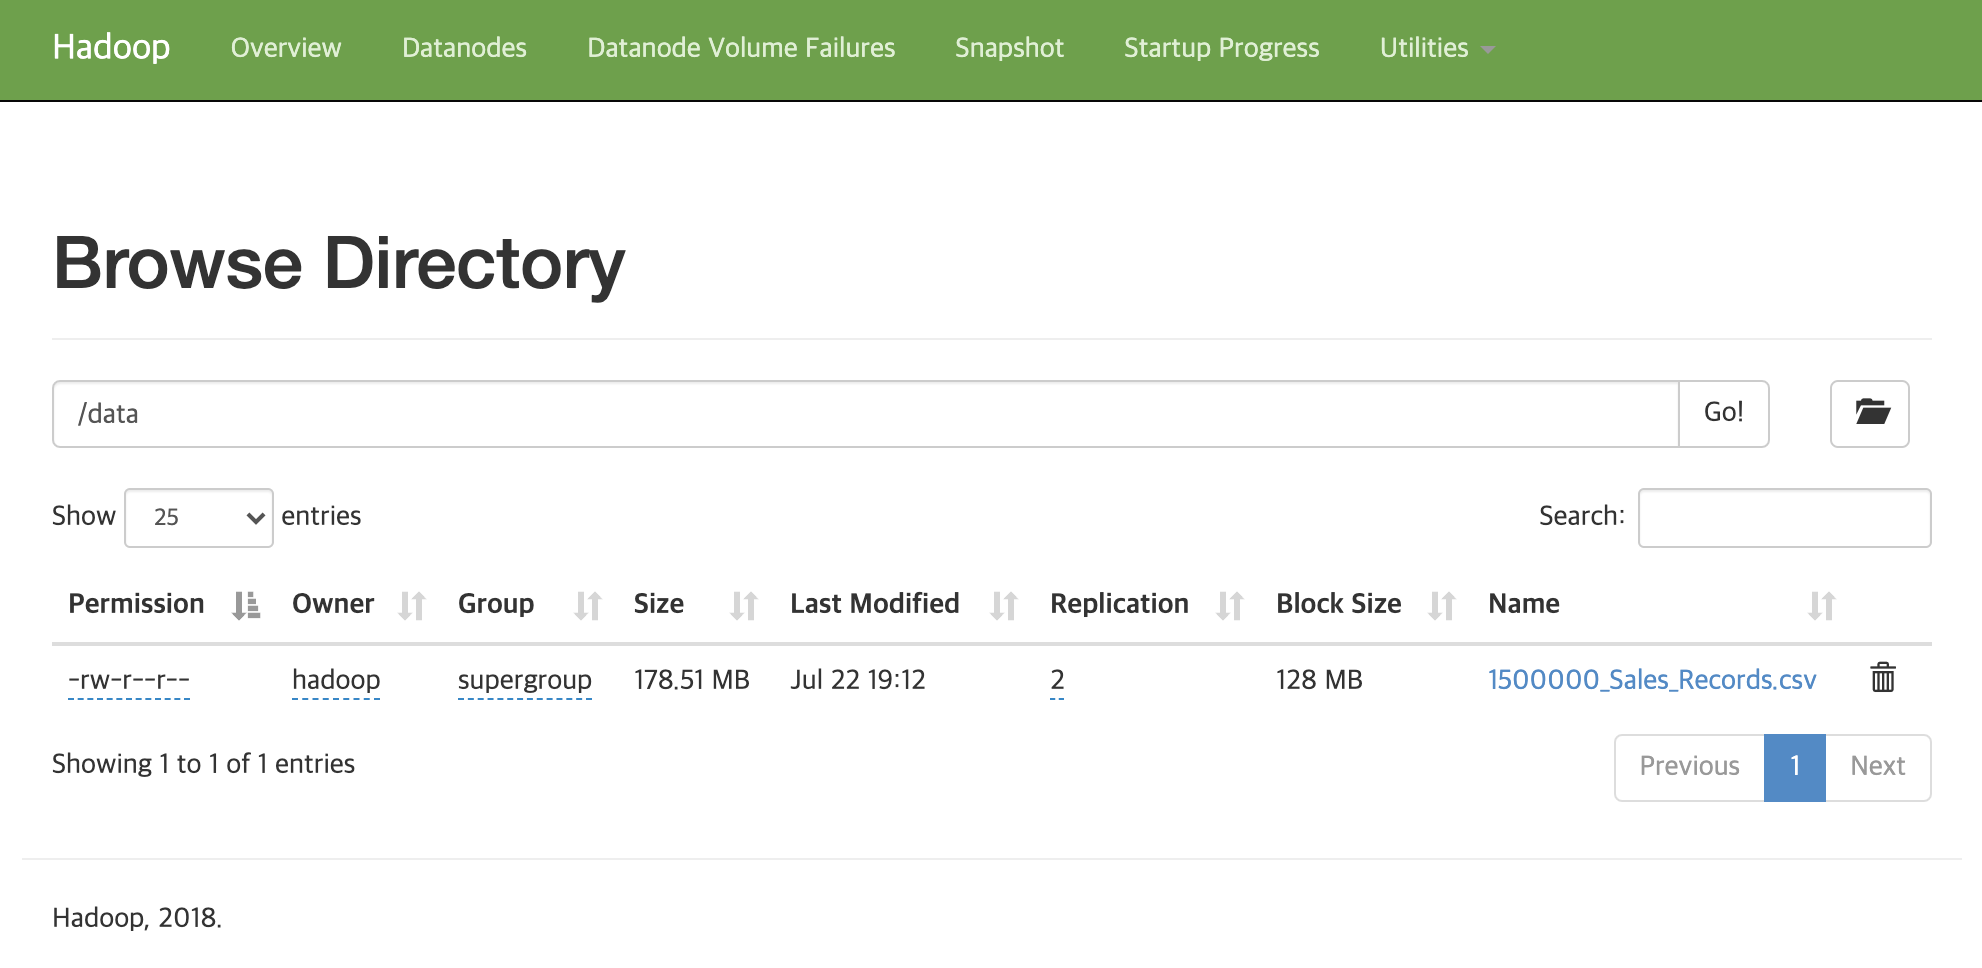 Hadoop Overview Datanodes Datanode Volume Failures Snapshot Startup Progress Utilities
Browse Directory
/data Go!
Show 25 entries Search:
Permission Owner Group Size Last Modified Replication Block Size Name
-rw-r--r-- hadoop supergroup 178.51 MB Jul 22 19:12 2 128 MB 1500000_Sales_Records.csv
Showing 1 to 1 of 1 entries Previous 1 Next
Hadoop, 2018.